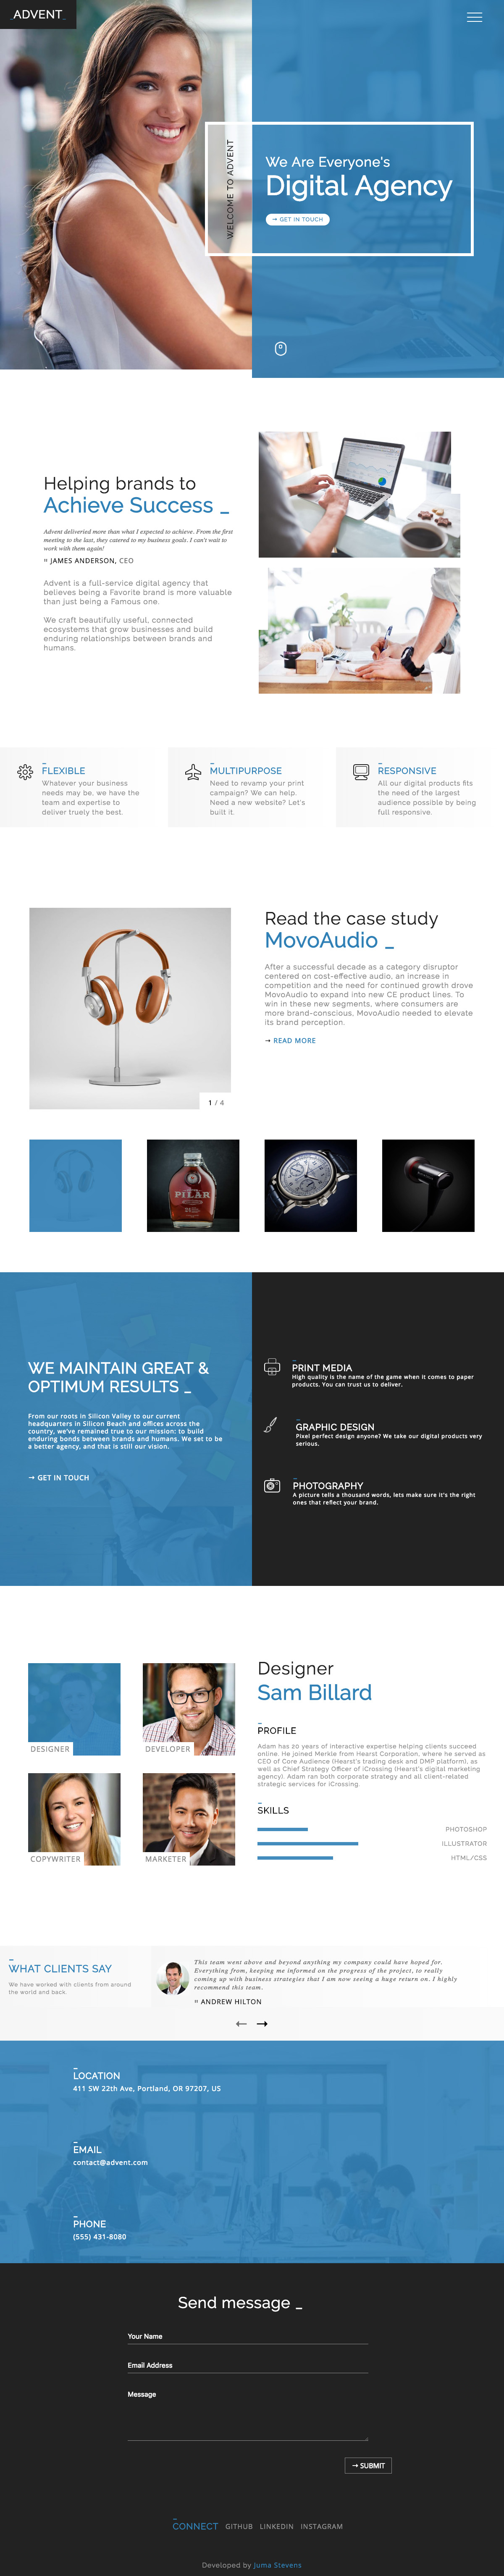 _ADVENT_
WELCOME TO ADVENT
We Are Everyone's
Digital Agency
→ GET IN TOUCH
Helping brands to
Achieve Success _
Advent deliveried more than what I expected to achieve. From the first
meeting to the last, they catered to my business goals. I can't wait to
work with them again!
" JAMES ANDERSON, CEO
Advent is a full-service digital agency that
believes being a Favorite brand is more valuable
than just being a Famous one.
We craft beautifully useful, connected
ecosystems that grow businesses and build
enduring relationships between brands and
humans.
FLEXIBLE
Whatever your business
needs may be, we have the
team and expertise to
deliver truely the best.
MULTIPURPOSE
Need to revamp your print
campaign? We can help.
Need a new website? Let's
built it.
RESPONSIVE
All our digital products fits
the need of the largest
audience possible by being
full responsive.
1 / 4
Read the case study
MovoAudio _
After a successful decade as a category disruptor
centered on cost-effective audio, an increase in
competition and the need for continued growth drove
MovoAudio to expand into new CE product lines. To
win in these new segments, where consumers are
more brand-conscious, MovoAudio needed to elevate
its brand perception.
→ READ MORE
PILAR
WE MAINTAIN GREAT &
OPTIMUM RESULTS _
From our roots in Silicon Valley to our current
headquarters in Silicon Beach and offices across the
country, we've remained true to our mission: to build
enduring bonds between brands and humans. We set to be
a better agency, and that is still our vision.
→ GET IN TOUCH
PRINT MEDIA
High quality is the name of the game when it comes to paper
products. You can trust us to deliver.
GRAPHIC DESIGN
Pixel perfect design anyone? We take our digital products very
serious.
PHOTOGRAPHY
A picture tells a thousand words, lets make sure it's the right
ones that reflect your brand.
DESIGNER
DEVELOPER
COPYWRITER
MARKETER
Designer
Sam Billard
PROFILE
Adam has 20 years of interactive expertise helping clients succeed
online. He joined Merkle from Hearst Corporation, where he served as
CEO of Core Audience (Hearst's trading desk and DMP platform), as
well as Chief Strategy Officer of iCrossing (Hearst's digital marketing
agency). Adam ran both corporate strategy and all client-related
strategic services for iCrossing.
SKILLS
PHOTOSHOP
ILLUSTRATOR
HTML/CSS
WHAT CLIENTS SAY
We have worked with clients from around
the world and back.
This team went above and beyond anything my company could have hoped for.
Everything from, keeping me informed on the progress of the project, to really
coming up with business strategies that I am now seeing a huge return on. I highly
recommend this team.
" ANDREW HILTON
← →
LOCATION
411 SW 22th Ave, Portland, OR 97207, US
EMAIL
contact@advent.com
PHONE
(555) 431-8080
Send message _
Your Name
Email Address
Message
→ SUBMIT
CONNECT GITHUB LINKEDIN INSTAGRAM
Developed by Juma Stevens